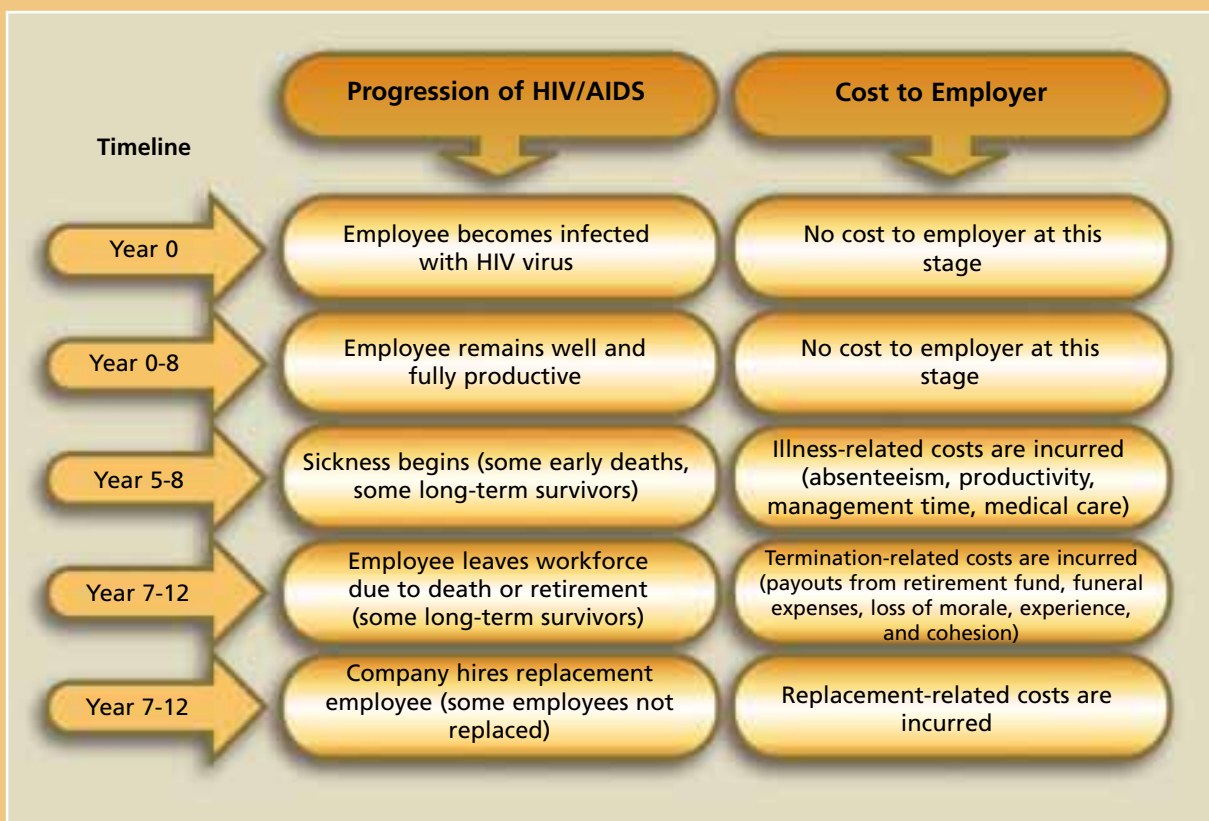 Progression of HIV/AIDS
Cost to Employer
Timeline
Year 0
Employee becomes infected
with HIV virus
No cost to employer at this
stage
Year 0-8
Employee remains well and
fully productive
No cost to employer at this
stage
Year 5-8
Sickness begins (some early deaths,
some long-term survivors)
Illness-related costs are incurred
(absenteeism, productivity,
management time, medical care)
Year 7-12
Employee leaves workforce
due to death or retirement
(some long-term survivors)
Termination-related costs are incurred
(payouts from retirement fund, funeral
expenses, loss of morale, experience,
and cohesion)
Year 7-12
Company hires replacement
employee (some employees not
replaced)
Replacement-related costs are
incurred